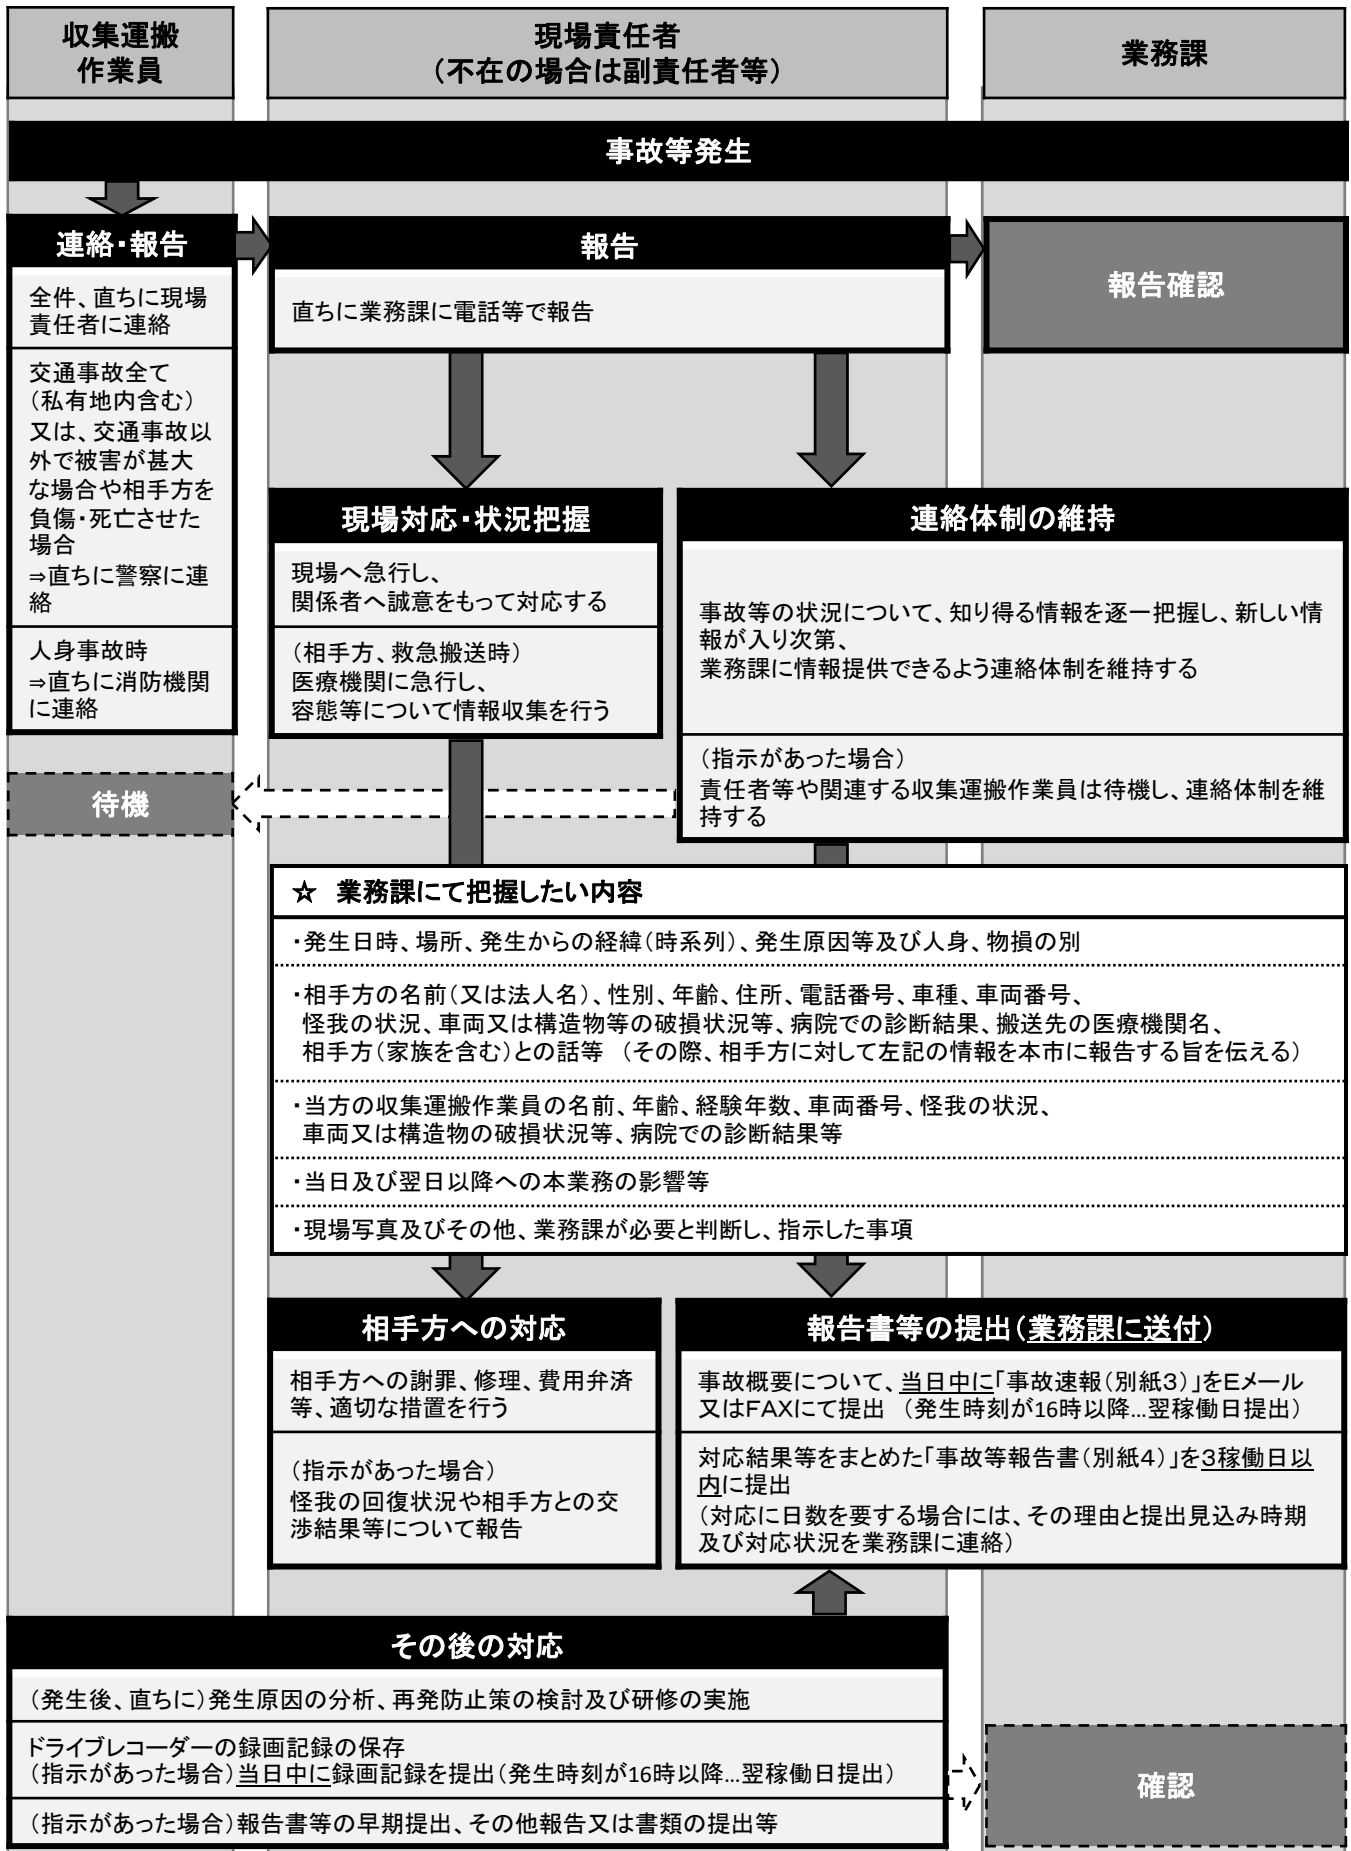 収集運搬
作業員
現場責任者
（不在の場合は副責任者等）
業務課
事故等発生
連絡・報告
全件、直ちに現場
責任者に連絡
交通事故全て
（私有地内含む）
又は、交通事故以
外で被害が甚大
な場合や相手方を
負傷・死亡させた
場合
⇒直ちに警察に連
絡
人身事故時
⇒直ちに消防機関
に連絡
報告
直ちに業務課に電話等で報告
報告確認
現場対応・状況把握
現場へ急行し、
関係者へ誠意をもって対応する
（相手方、救急搬送時）
医療機関に急行し、
容態等について情報収集を行う
連絡体制の維持
事故等の状況について、知り得る情報を逐一把握し、新しい情
報が入り次第、
業務課に情報提供できるよう連絡体制を維持する
（指示があった場合）
責任者等や関連する収集運搬作業員は待機し、連絡体制を維
持する
待機
☆　業務課にて把握したい内容
・発生日時、場所、発生からの経緯（時系列）、発生原因等及び人身、物損の別
・相手方の名前（又は法人名）、性別、年齢、住所、電話番号、車種、車両番号、
怪我の状況、車両又は構造物等の破損状況等、病院での診断結果、搬送先の医療機関名、
相手方（家族を含む）との話等　（その際、相手方に対して左記の情報を本市に報告する旨を伝える）
・当方の収集運搬作業員の名前、年齢、経験年数、車両番号、怪我の状況、
車両又は構造物の破損状況等、病院での診断結果等
・当日及び翌日以降への本業務の影響等
・現場写真及びその他、業務課が必要と判断し、指示した事項
相手方への対応
相手方への謝罪、修理、費用弁済
等、適切な措置を行う
（指示があった場合）
怪我の回復状況や相手方との交
渉結果等について報告
報告書等の提出（業務課に送付）
事故概要について、当日中に「事故速報（別紙３）」をＥメール
又はＦＡＸにて提出　（発生時刻が16時以降…翌稼働日提出）
対応結果等をまとめた「事故等報告書（別紙４）」を３稼働日以
内に提出
（対応に日数を要する場合には、その理由と提出見込み時期
及び対応状況を業務課に連絡）
その後の対応
（発生後、直ちに）発生原因の分析、再発防止策の検討及び研修の実施
ドライブレコーダーの録画記録の保存
（指示があった場合）当日中に録画記録を提出（発生時刻が16時以降…翌稼働日提出）
（指示があった場合）報告書等の早期提出、その他報告又は書類の提出等
確認